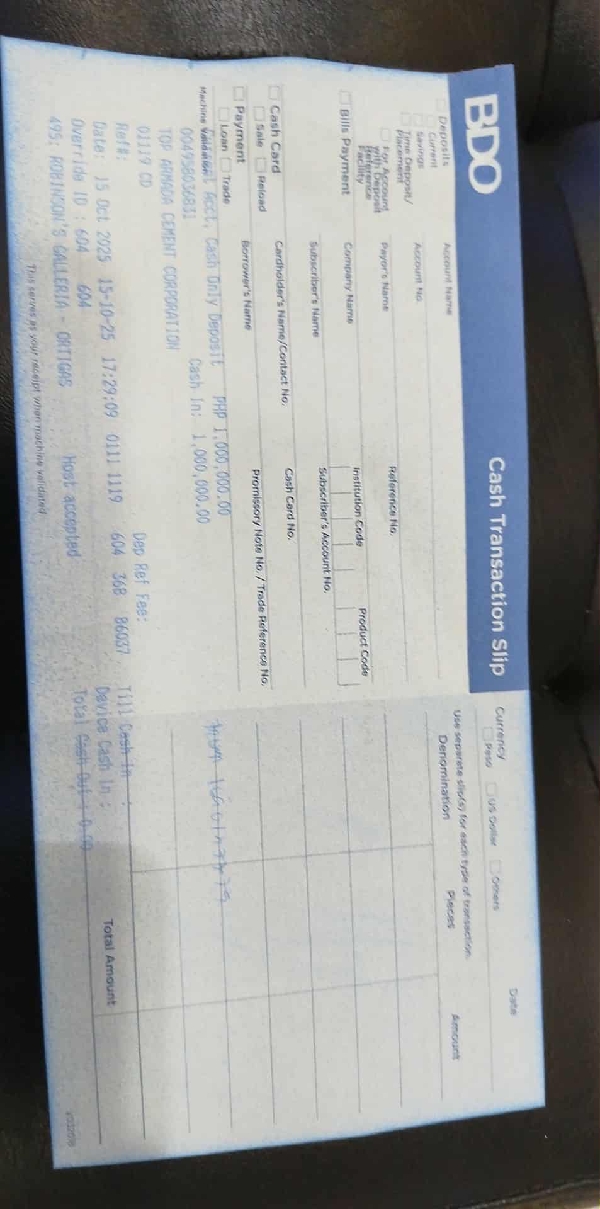 BDO
Cash Transaction Slip
Currency
Peso US Dollar Others
Date
Deposits
Current
Savings
Time Deposit/
Placement
For Account
with Deposit
Reference
Facility
Account Name
Account No.
Payor's Name
Reference No.
Bills Payment
Company Name
Institution Code
Product Code
Subscriber's Name
Subscriber's Account No.
Cash Card
Sale Reload
Cardholder's Name/Contact No.
Cash Card No.
Payment
Loan Trade
Borrower's Name
Promissory Note No. / Trade Reference No.
Use separate slip(s) for each type of transaction.
Denomination
Pieces
Amount
Total Amount
Machine Validation
Acct, Cash Only Deposit PHP 1,000,000.00
004958036831 Cash In: 1,000,000.00
TOP ARMADA CEMENT CORPORATION
01119 CD
Ref#: Dep Ref Fee:
Date: 15 Oct 2025 15-10-25 17:29:09 0111 1119 604 368 B6037 Till Cash In :
Override ID : 604 604 Device Cash In :
495: ROBINSON'S GALLERIA - ORTIGAS Host accepted Total Cash Out : 0.00
This serves as your receipt when machine validated.